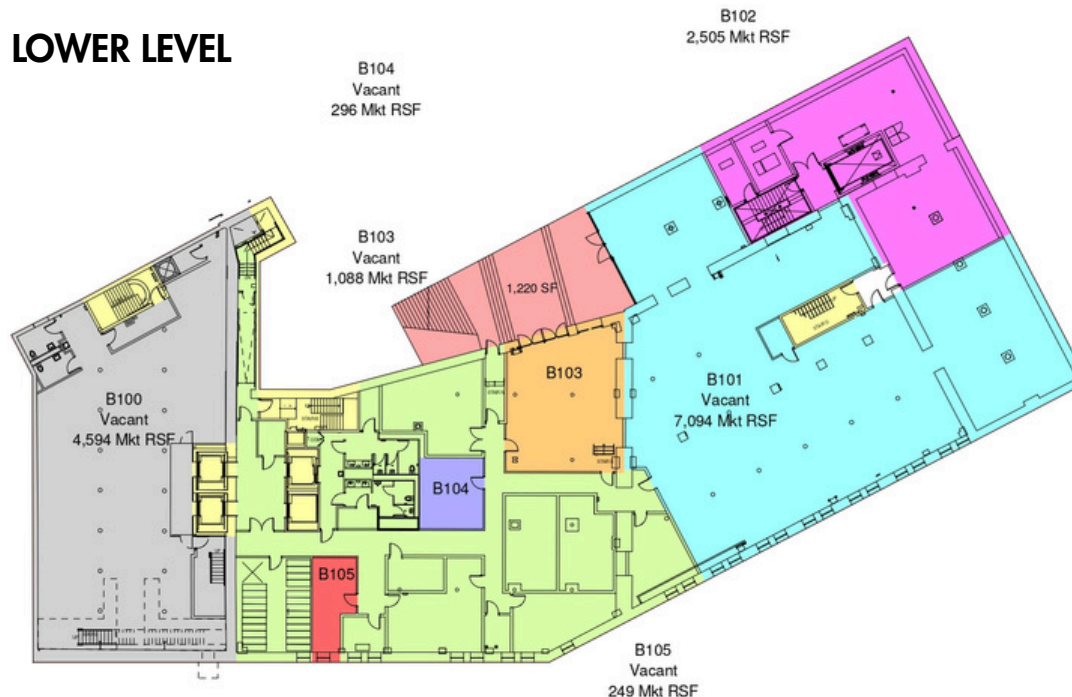 LOWER LEVEL
B102
2,505 Mkt RSF
B104
Vacant
296 Mkt RSF
B103
Vacant
1,088 Mkt RSF
1,220 SF
B103
B101
Vacant
7,094 Mkt RSF
B100
Vacant
4,594 Mkt RSF
B104
B105
B105
Vacant
249 Mkt RSF